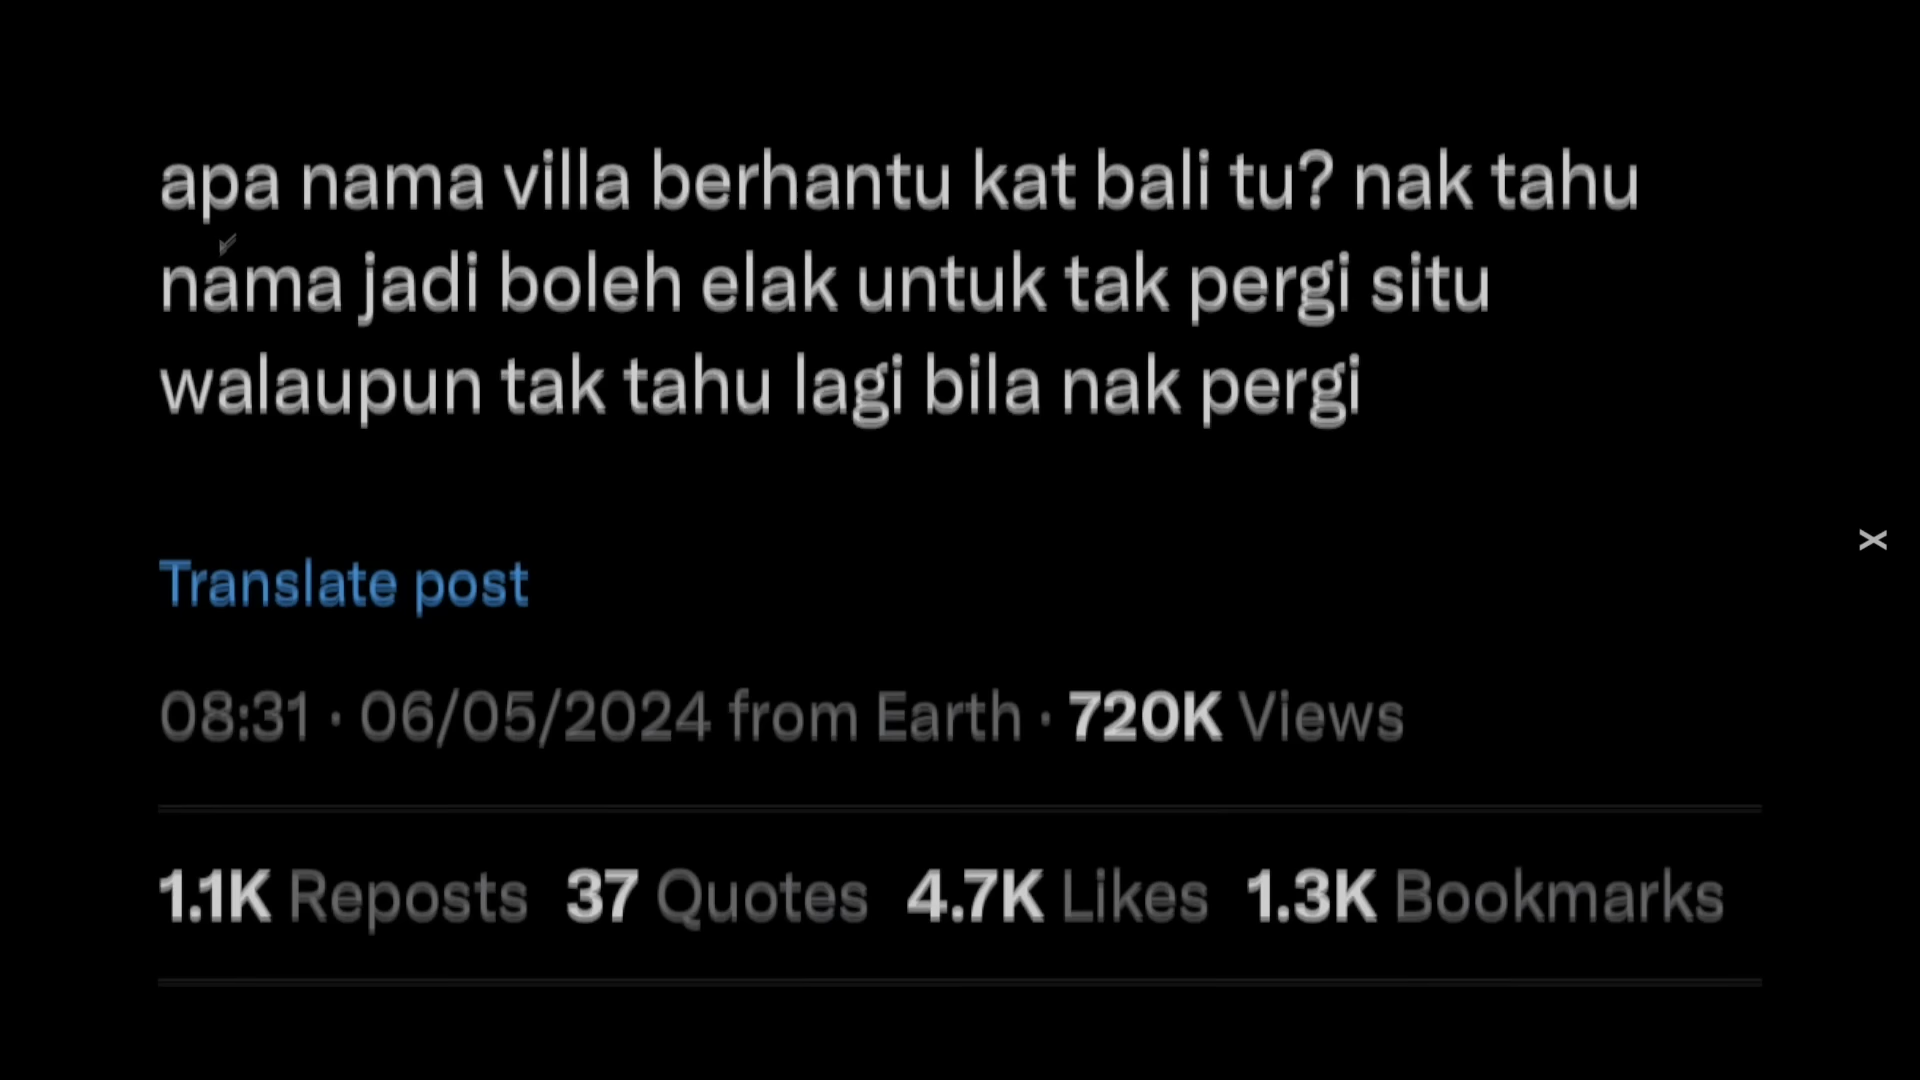 apa nama villa berhantu kat bali tu? nak tahu
nama jadi boleh elak untuk tak pergi situ
walaupun tak tahu lagi bila nak pergi
Translate post
08:31 · 06/05/2024 from Earth · 720K Views
1.1K Reposts 37 Quotes 4.7K Likes 1.3K Bookmarks